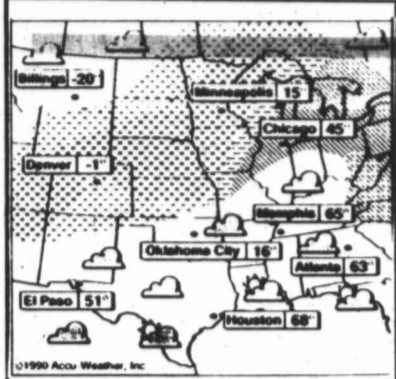 Billings -20°
Minneapolis 15°
Chicago 45°
Denver -1°
Memphis 65°
Oklahoma City 16°
Atlanta 63°
El Paso 51°
Houston 68°
©1990 Accu-Weather, Inc